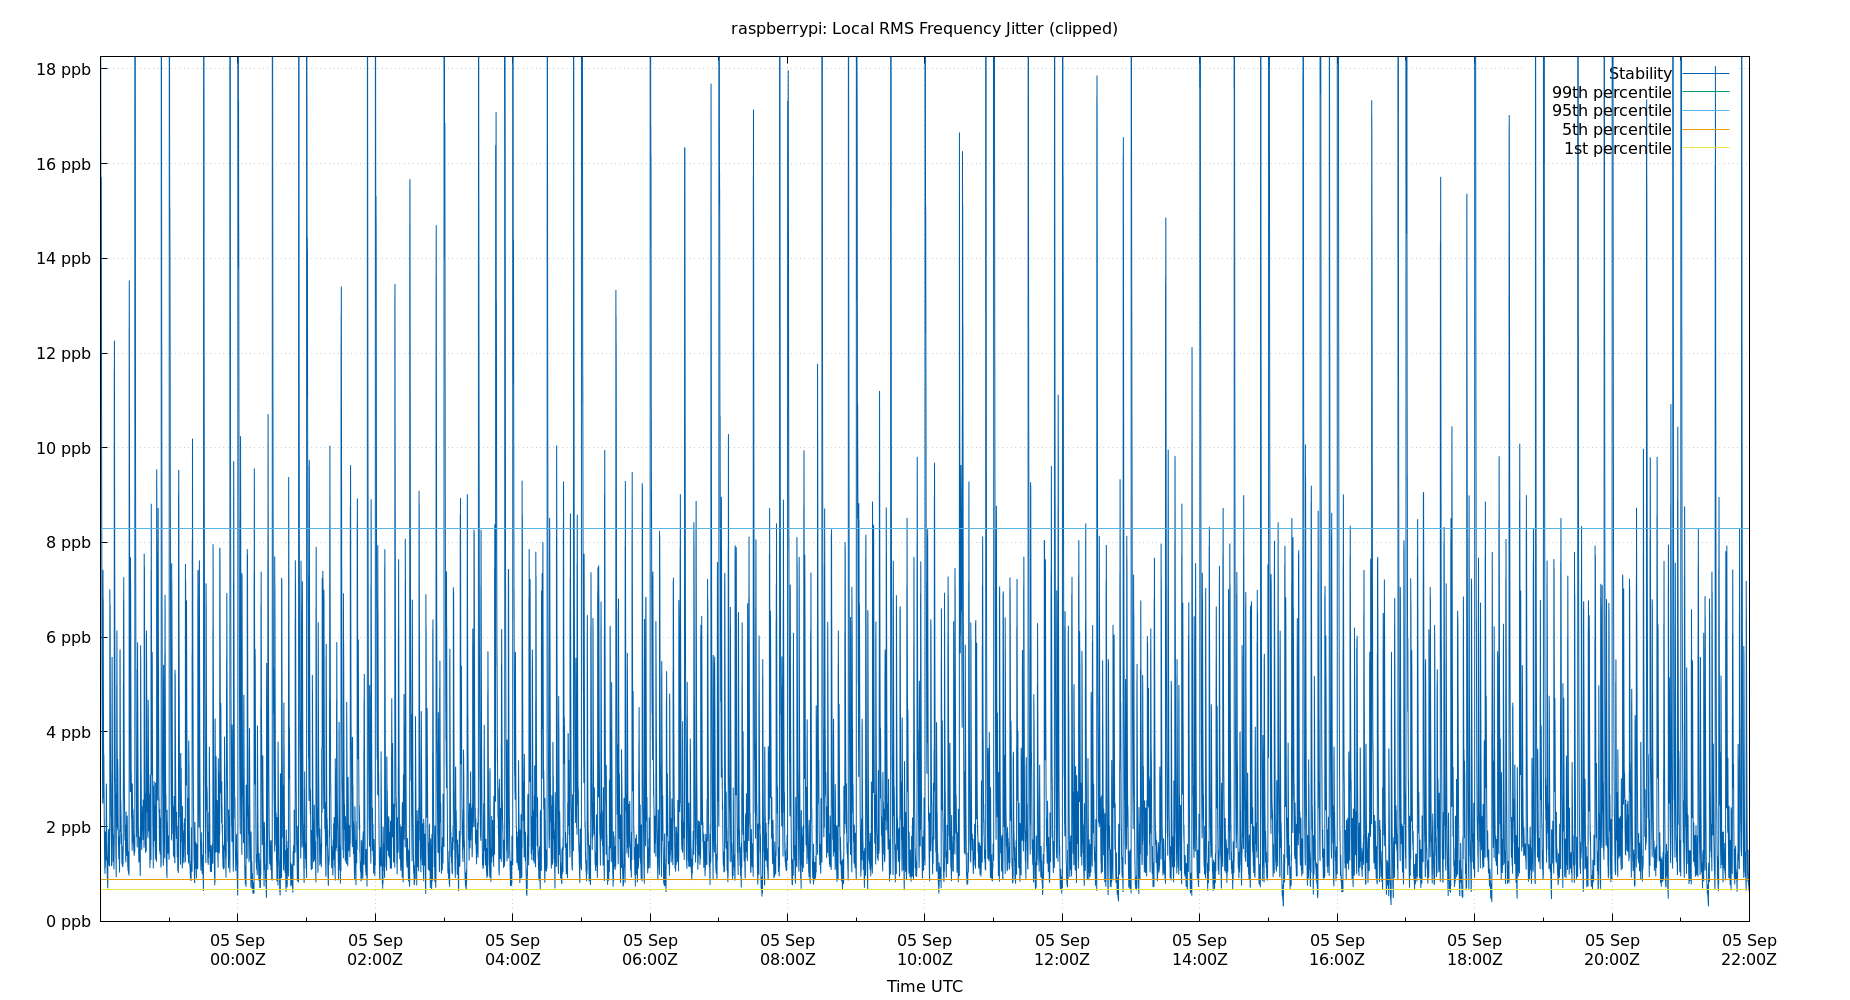 raspberrypi: Local RMS Frequency Jitter (clipped)
18 ppb
16 ppb
14 ppb
12 ppb
10 ppb
8 ppb
6 ppb
4 ppb
2 ppb
0 ppb
Stability
99th percentile
95th percentile
5th percentile
1st percentile
05 Sep 05 Sep 05 Sep 05 Sep 05 Sep 05 Sep 05 Sep 05 Sep 05 Sep 05 Sep 05 Sep 05 Sep
00:00Z 02:00Z 04:00Z 06:00Z 08:00Z 10:00Z 12:00Z 14:00Z 16:00Z 18:00Z 20:00Z 22:00Z
Time UTC